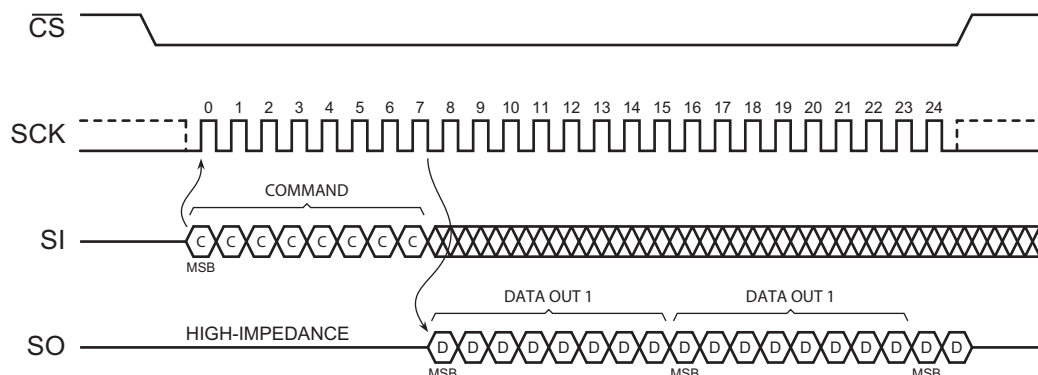 CS
SCK
0 1 2 3 4 5 6 7 8 9 10 11 12 13 14 15 16 17 18 19 20 21 22 23 24
COMMAND
SI
C C C C C C C C
MSB
DATA OUT 1 DATA OUT 1
SO
HIGH-IMPEDANCE
D D D D D D D D D D D D D D D D D D
MSB MSB MSB